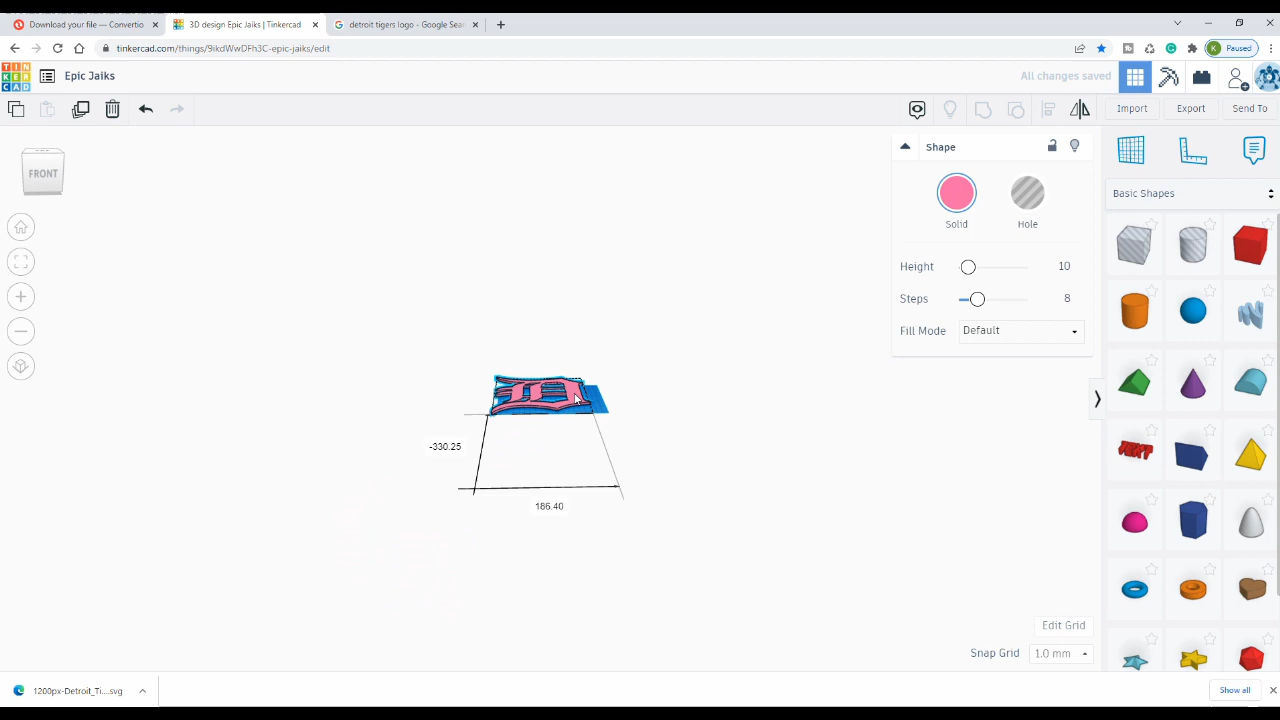 Download your file — Convertio
3D design Epic Jaiks | Tinkercad
detroit tigers logo - Google Sea
tinkercad.com/things/9ikdWwDFh3C-epic-jaiks/edit
K Paused
TIN
KER
CAD
Epic Jaiks
All changes saved
Import
Export
Send To
FRONT
Shape
Solid
Hole
Height
10
Steps
8
Fill Mode
Default
Basic Shapes
TEXT
D
-330.25
186.40
Edit Grid
Snap Grid
1.0 mm
1200px-Detroit_Ti....svg
Show all